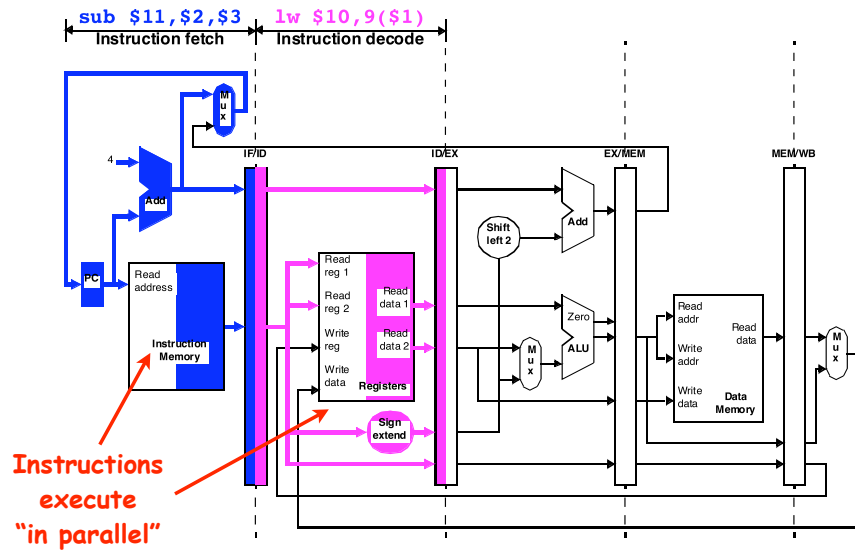 sub $11,$2,$3
lw $10,9($1)
Instruction fetch
Instruction decode
M
u
x
IF/ID
ID/EX
EX/MEM
MEM/WB
4
Add
PC
Read
address
Instruction
Memory
Read
reg 1
Read
reg 2
Write
reg
Write
data
Read
data 1
Read
data 2
Registers
Sign
extend
Shift
left 2
Add
M
u
x
Zero
ALU
Read
addr
Write
addr
Write
data
Read
data
Data
Memory
M
u
x
Instructions
execute
“in parallel”